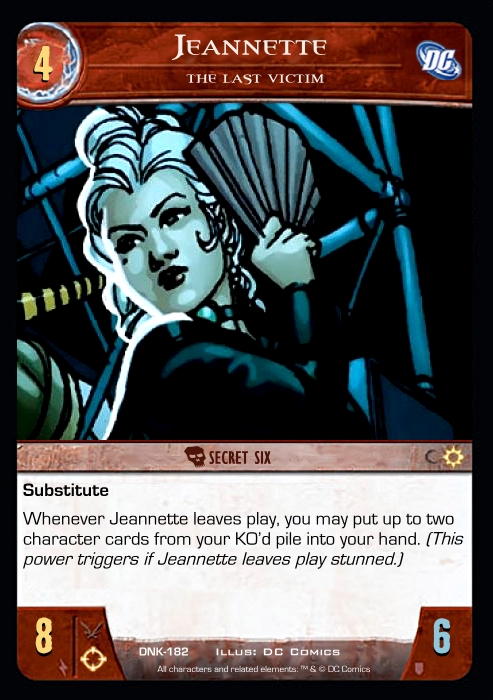 4
JEANNETTE
THE LAST VICTIM
DC
SECRET SIX
Substitute
Whenever Jeannette leaves play, you may put up to two
character cards from your KO'd pile into your hand. (This
power triggers if Jeannette leaves play stunned.)
8
6
DNK-182 ILLUS: DC COMICS
All characters and related elements: ™ & © DC Comics